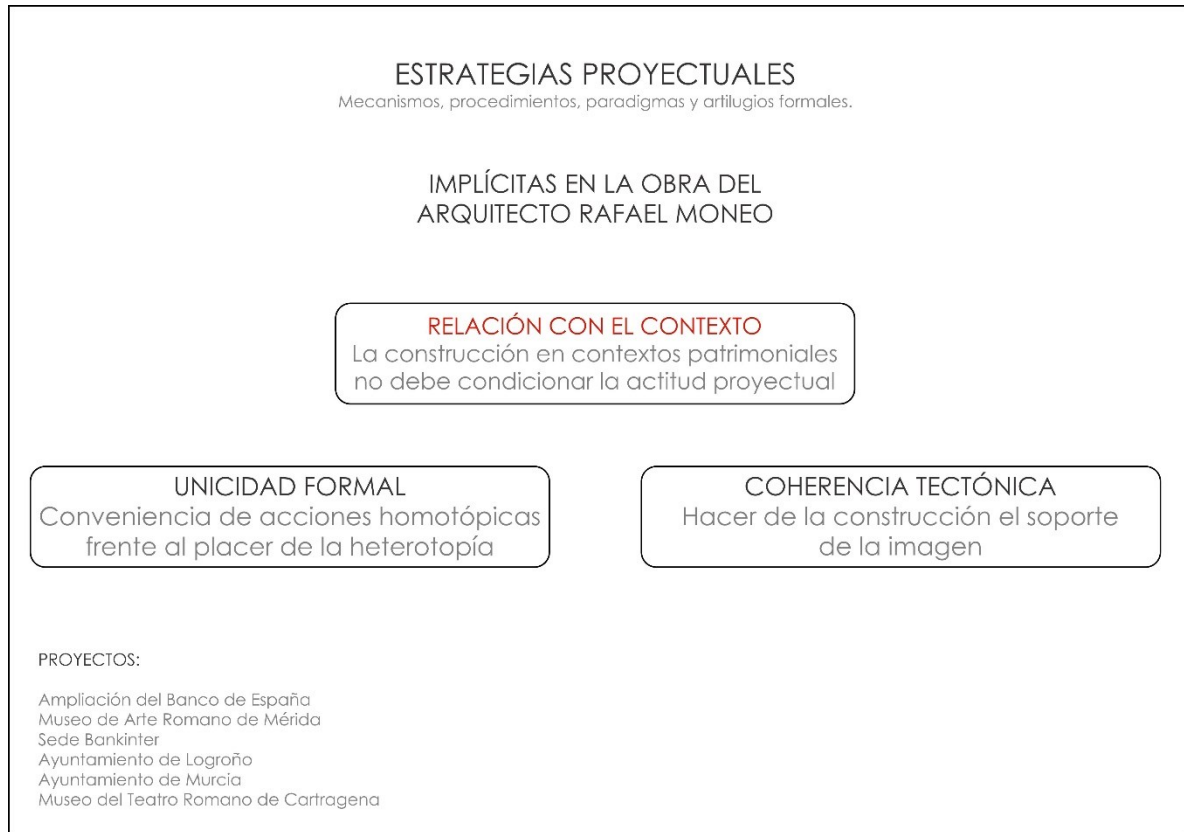 ESTRATEGIAS PROYECTUALES
Mecanismos, procedimientos, paradigmas y artilugios formales.
IMPLÍCITAS EN LA OBRA DEL
ARQUITECTO RAFAEL MONEO
RELACIÓN CON EL CONTEXTO
La construcción en contextos patrimoniales
no debe condicionar la actitud proyectual
UNICIDAD FORMAL
Conveniencia de acciones homotópicas
frente al placer de la heterotopía
COHERENCIA TECTÓNICA
Hacer de la construcción el soporte
de la imagen
PROYECTOS:
Ampliación del Banco de España
Museo de Arte Romano de Mérida
Sede Bankinter
Ayuntamiento de Logroño
Ayuntamiento de Murcia
Museo del Teatro Romano de Cartragena